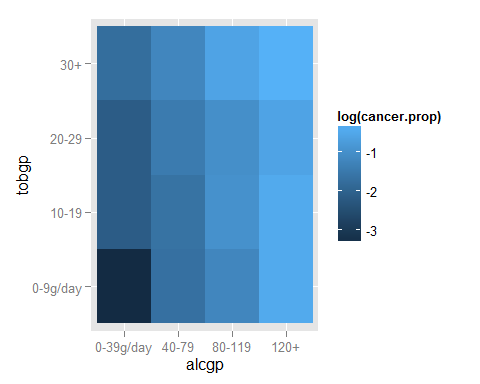 30+
20-29
10-19
0-9g/day
tobgp
0-39g/day 40-79 80-119 120+
alcgp
log(cancer.prop)
-1
-2
-3